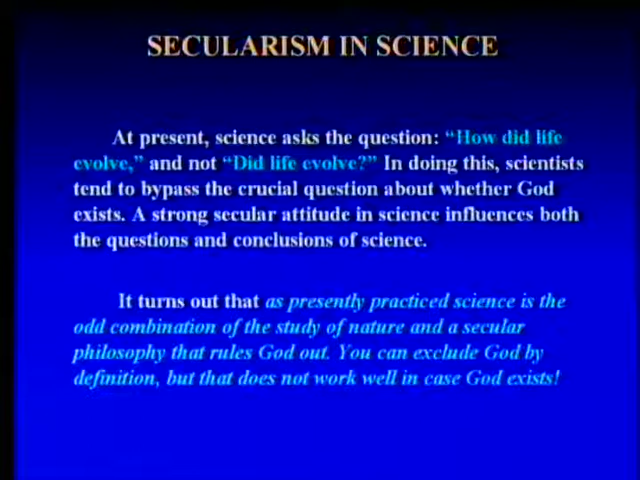 SECULARISM IN SCIENCE
At present, science asks the question: “How did life
evolve,” and not “Did life evolve?” In doing this, scientists
tend to bypass the crucial question about whether God
exists. A strong secular attitude in science influences both
the questions and conclusions of science.
It turns out that as presently practiced science is the
odd combination of the study of nature and a secular
philosophy that rules God out. You can exclude God by
definition, but that does not work well in case God exists!